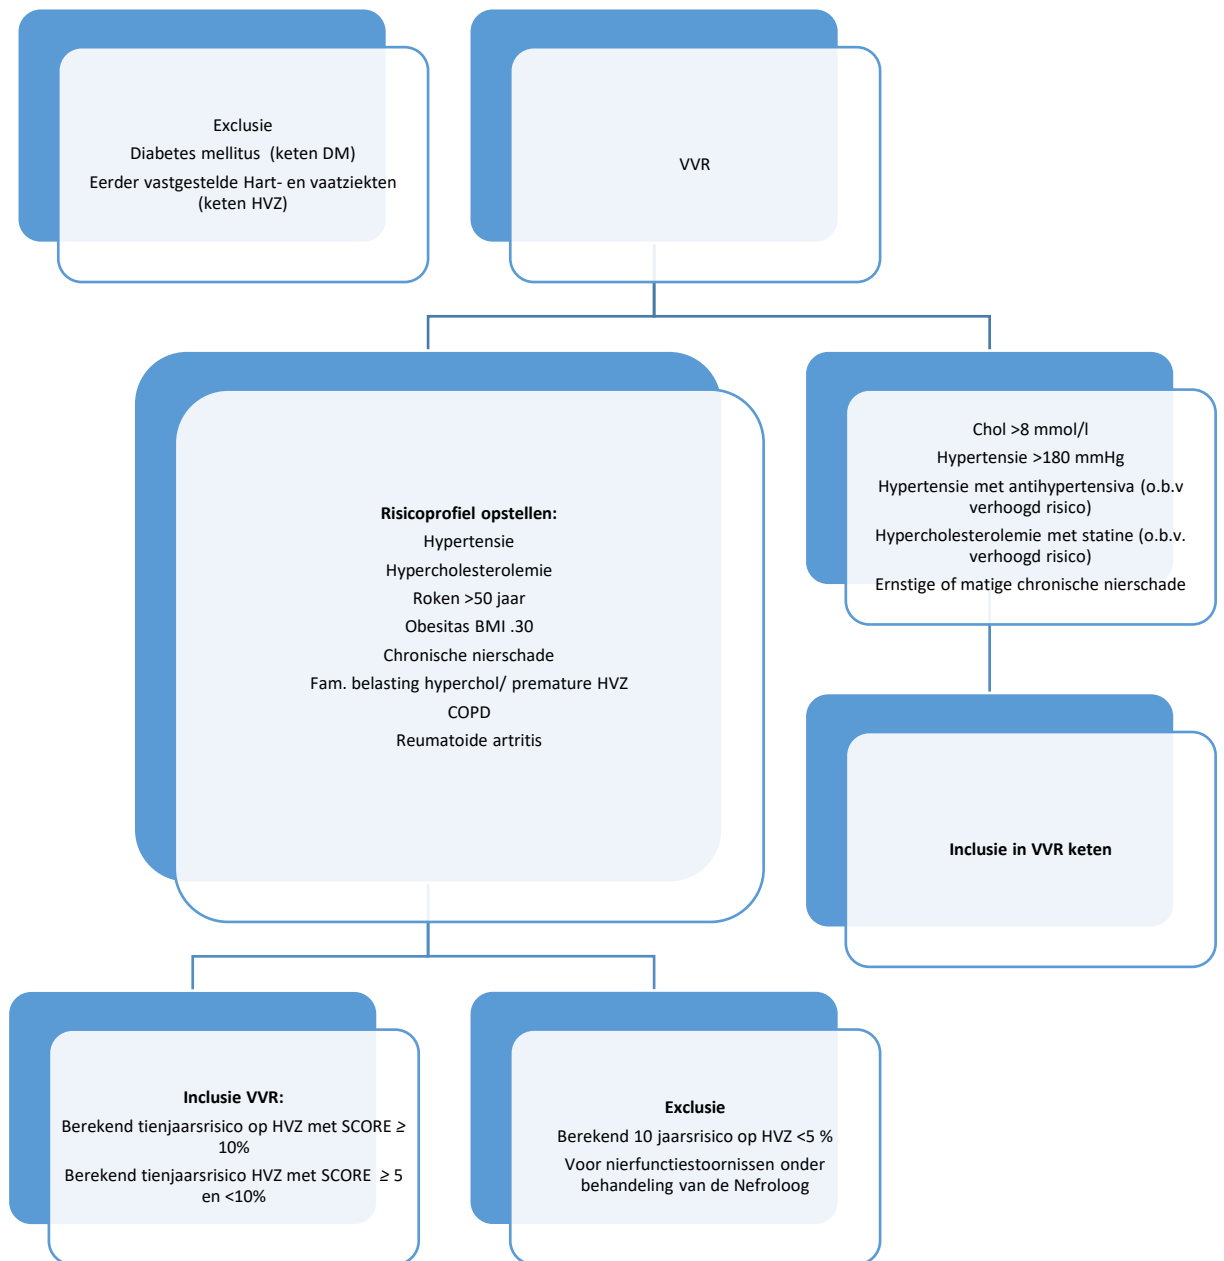 Exclusie
Diabetes mellitus (keten DM)
Eerder vastgestelde Hart- en vaatziekten
(keten HVZ)
VVR
Risicoprofiel opstellen:
Hypertensie
Hypercholesterolemie
Roken >50 jaar
Obesitas BMI .30
Chronische nierschade
Fam. belasting hyperchol/ premature HVZ
COPD
Reumatoide artritis
Chol >8 mmol/l
Hypertensie >180 mmHg
Hypertensie met antihypertensiva (o.b.v
verhoogd risico)
Hypercholesterolemie met statine (o.b.v.
verhoogd risico)
Ernstige of matige chronische nierschade
Inclusie in VVR keten
Inclusie VVR:
Berekend tienjaarsrisico op HVZ met SCORE ≥
10%
Berekend tienjaarsrisico HVZ met SCORE ≥ 5
en <10%
Exclusie
Berekend 10 jaarsrisico op HVZ <5 %
Voor nierfunctiestoornissen onder
behandeling van de Nefroloog